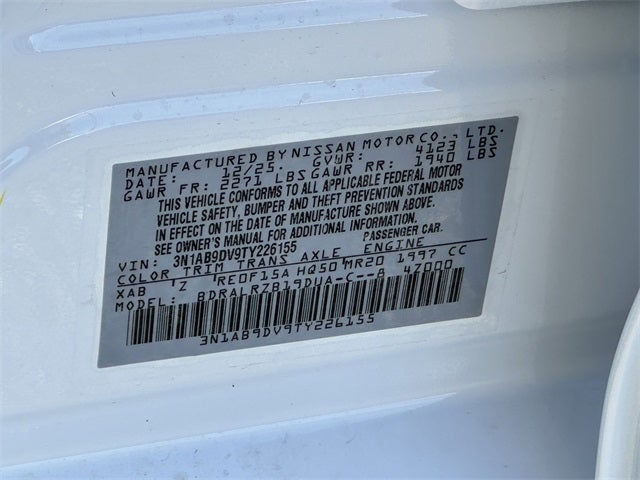 MANUFACTURED BY NISSAN MOTOR CO., LTD.
DATE: 12/25 GVWR: 4123 LBS
GAWR FR: 2271 LBS GAWR RR: 1940 LBS
THIS VEHICLE CONFORMS TO ALL APPLICABLE FEDERAL MOTOR
VEHICLE SAFETY, BUMPER AND THEFT PREVENTION STANDARDS
IN EFFECT ON THE DATE OF MANUFACTURE SHOWN ABOVE.
SEE OWNER'S MANUAL FOR ADDITIONAL INFORMATION.
VIN: 3N1AB9DV9TY226155 PASSENGER CAR
COLOR TRIM TRANS AXLE ENGINE
XAB Z RE0F15A HQ50 MR20 1997 CC
MODEL: BDRALRZB19DUA-C--B 4Z000
3N1AB9DV9TY226155